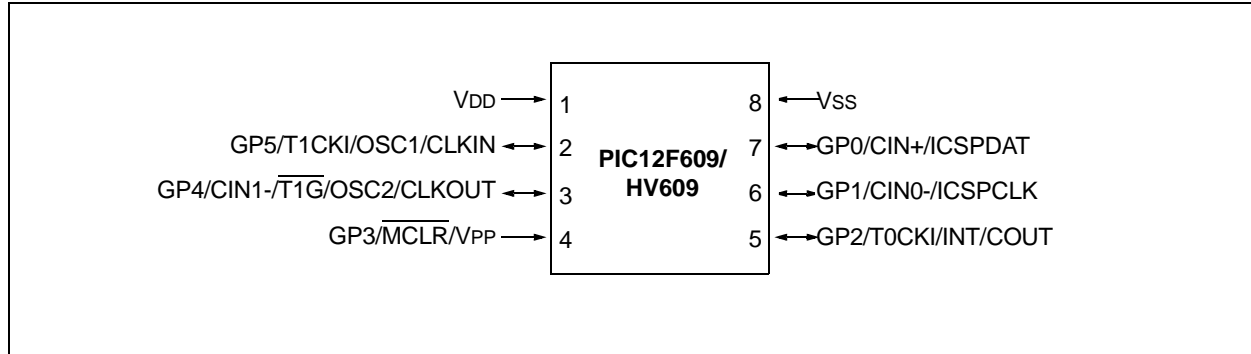 VDD 1
GP5/T1CKI/OSC1/CLKIN 2
GP4/CIN1-/T1G/OSC2/CLKOUT 3
GP3/MCLR/VPP 4
PIC12F609/
HV609
8 VSS
7 GP0/CIN+/ICSPDAT
6 GP1/CIN0-/ICSPCLK
5 GP2/T0CKI/INT/COUT